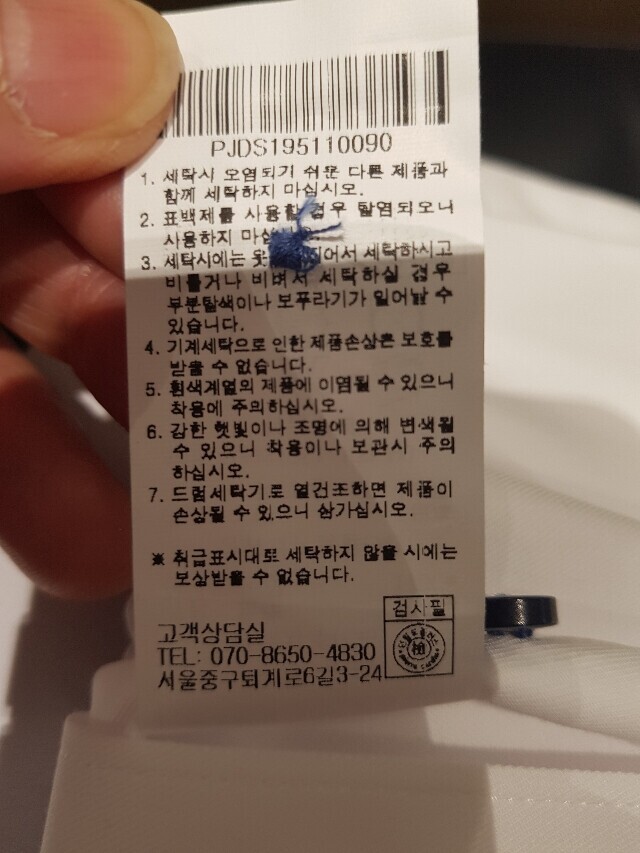 PJDS195110090
1. 세탁시 오염되기 쉬운 다른 제품과
함께 세탁하지 마십시오.
2. 표백제를 사용할 경우 탈염되오니
사용하지
3. 세탁시에는 세탁하시고
비틀거나 비벼서 세탁하실 경우
부분탈색이나 보푸라기가 일어날 수
있습니다.
4. 기계세탁으로 인한 제품손상은 보호를
받을 수 없습니다.
5. 흰색계열의 제품에 이염될 수 있으니
착용에 주의하십시오.
6. 강한 햇빛이나 조명에 의해 변색될
수 있으니 착용이나 보관시 주의
하십시오.
7. 드럼세탁기로 열건조하면 제품이
손상될 수 있으니 삼가십시오.
※ 취급표시대로 세탁하지 않을 시에는
보상받을 수 없습니다.
검사필
고객상담실
TEL: 070-8650-4830
서울중구퇴계로6길3-24